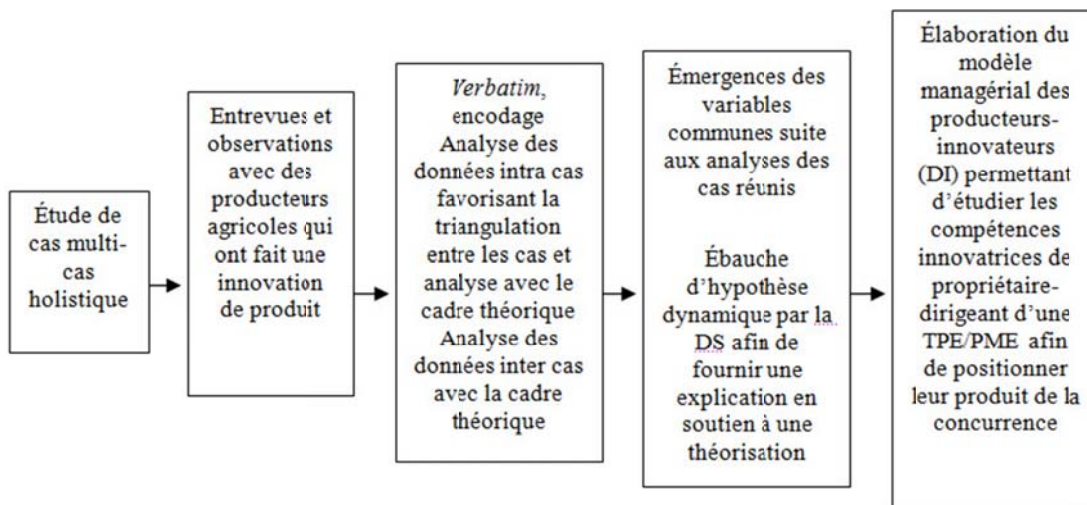 Étude de
cas multi-
cas
holistique
Entrevues et
observations
avec des
producteurs
agricoles qui
ont fait une
innovation
de produit
Verbatim,
encodage
Analyse des
données intra cas
favorisant la
triangulation
entre les cas et
analyse avec le
cadre théorique
Analyse des
données inter cas
avec la cadre
théorique
Émergences des
variables
communes suite
aux analyses des
cas réunis
Ébauche
d’hypothèse
dynamique par la
DS afin de
fournir une
explication en
soutien à une
théorisation
Élaboration du
modèle
managérial des
producteurs-
innovateurs
(DI) permettant
d’étudier les
compétences
innovatrices de
propriétaire-
dirigeant d’une
TPE/PME afin
de positionner
leur produit de la
concurrence